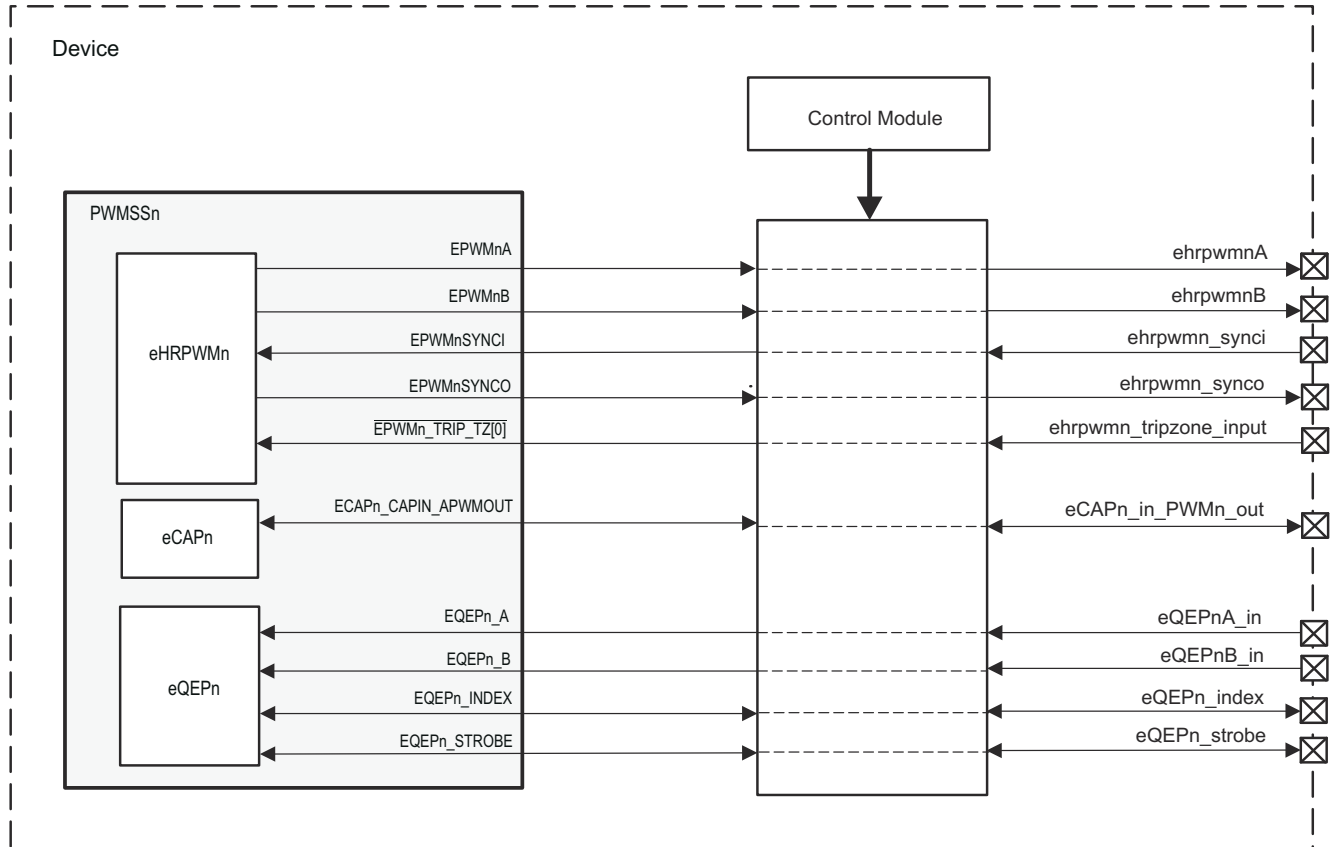 Device
Control Module
PWMSSn
EPWMnA
ehrpwmnA
EPWMnB
ehrpwmnB
EPWMnSYNCI
ehrpwmn_synci
eHRPWMn
EPWMnSYNCO
ehrpwmn_synco
EPWMn_TRIP_TZ[0]
ehrpwmn_tripzone_input
ECAPn_CAPIN_APWMOUT
eCAPn_in_PWMn_out
eCAPn
EQEPn_A
eQEPnA_in
EQEPn_B
eQEPnB_in
eQEPn
EQEPn_INDEX
eQEPn_index
EQEPn_STROBE
eQEPn_strobe